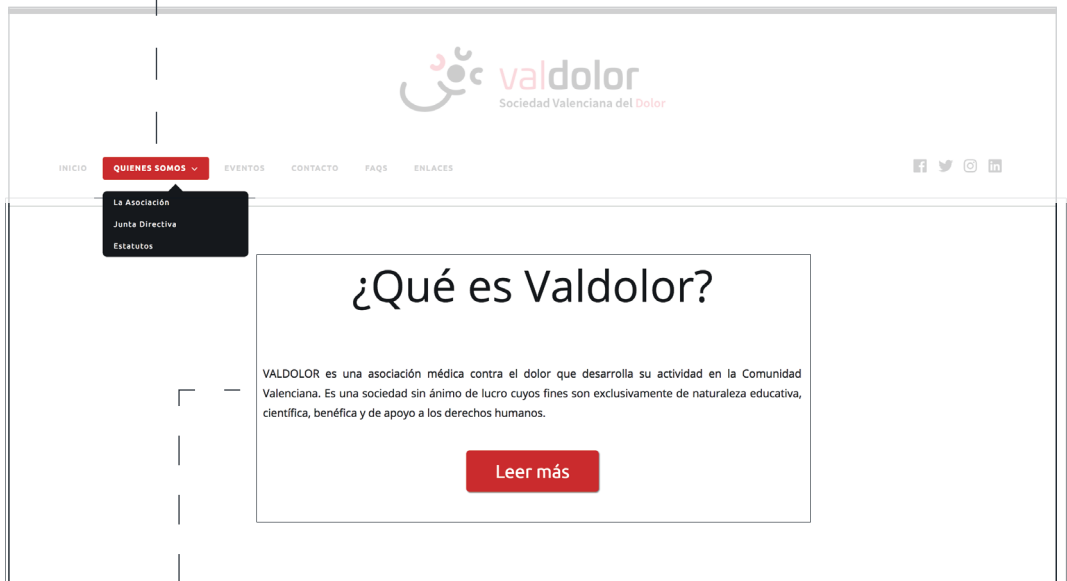 valdolor
Sociedad Valenciana del Dolor
INICIO QUIENES SOMOS EVENTOS CONTACTO FAQS ENLACES
La Asociación
Junta Directiva
Estatutos
¿Qué es Valdolor?
VALDOLOR es una asociación médica contra el dolor que desarrolla su actividad en la Comunidad
Valenciana. Es una sociedad sin ánimo de lucro cuyos fines son exclusivamente de naturaleza educativa,
científica, benéfica y de apoyo a los derechos humanos.
Leer más